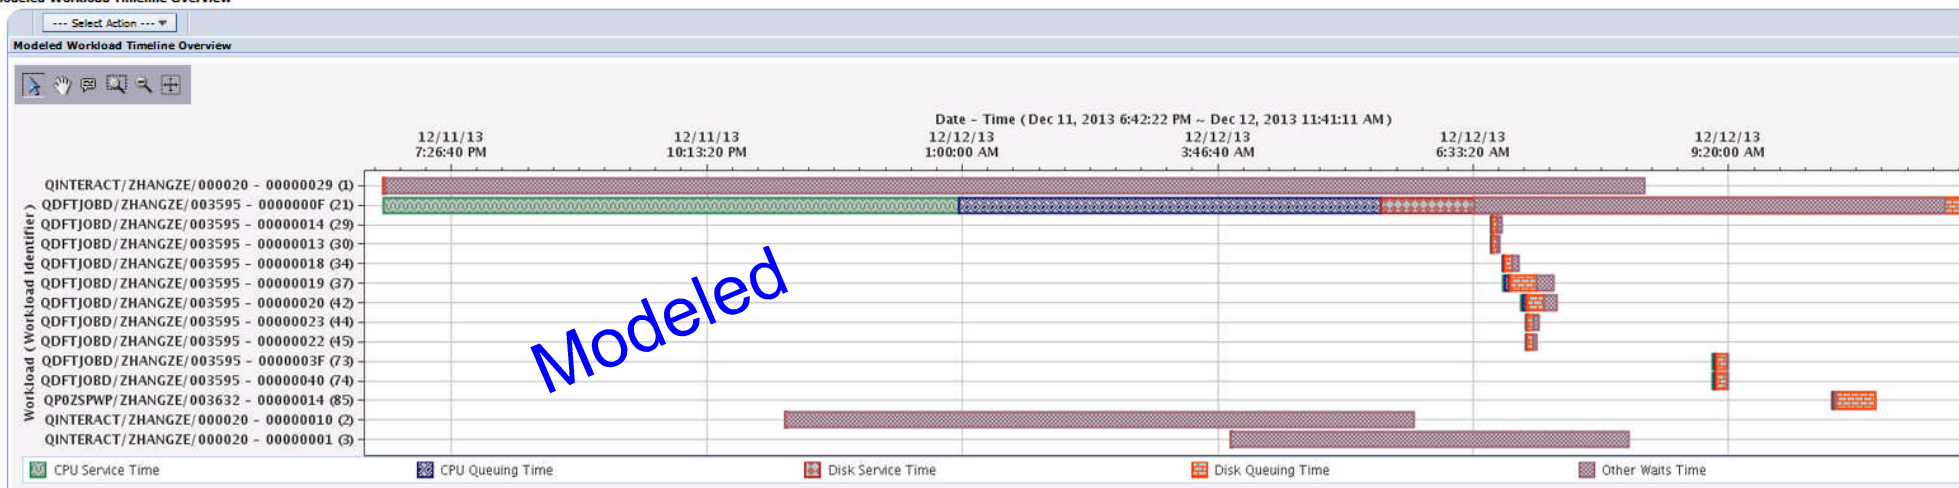 --- Select Action ---
Modeled Workload Timeline Overview
Date - Time (Dec 11, 2013 6:42:22 PM ~ Dec 12, 2013 11:41:11 AM)
12/11/13 12/11/13 12/12/13 12/12/13 12/12/13 12/12/13
7:26:40 PM 10:13:20 PM 1:00:00 AM 3:46:40 AM 6:33:20 AM 9:20:00 AM
Workload (Workload Identifier)
QINTERACT/ZHANGZE/000020 - 00000029 (1)
QDFTJOBD/ZHANGZE/003595 - 0000000F (21)
QDFTJOBD/ZHANGZE/003595 - 00000014 (29)
QDFTJOBD/ZHANGZE/003595 - 00000013 (30)
QDFTJOBD/ZHANGZE/003595 - 00000018 (34)
QDFTJOBD/ZHANGZE/003595 - 00000019 (37)
QDFTJOBD/ZHANGZE/003595 - 00000020 (42)
QDFTJOBD/ZHANGZE/003595 - 00000023 (44)
QDFTJOBD/ZHANGZE/003595 - 00000022 (45)
QDFTJOBD/ZHANGZE/003595 - 0000003F (73)
QDFTJOBD/ZHANGZE/003595 - 00000040 (74)
QP0ZSPWP/ZHANGZE/003632 - 00000014 (85)
QINTERACT/ZHANGZE/000020 - 00000010 (2)
QINTERACT/ZHANGZE/000020 - 00000001 (3)
Modeled
CPU Service Time CPU Queuing Time Disk Service Time Disk Queuing Time Other Waits Time